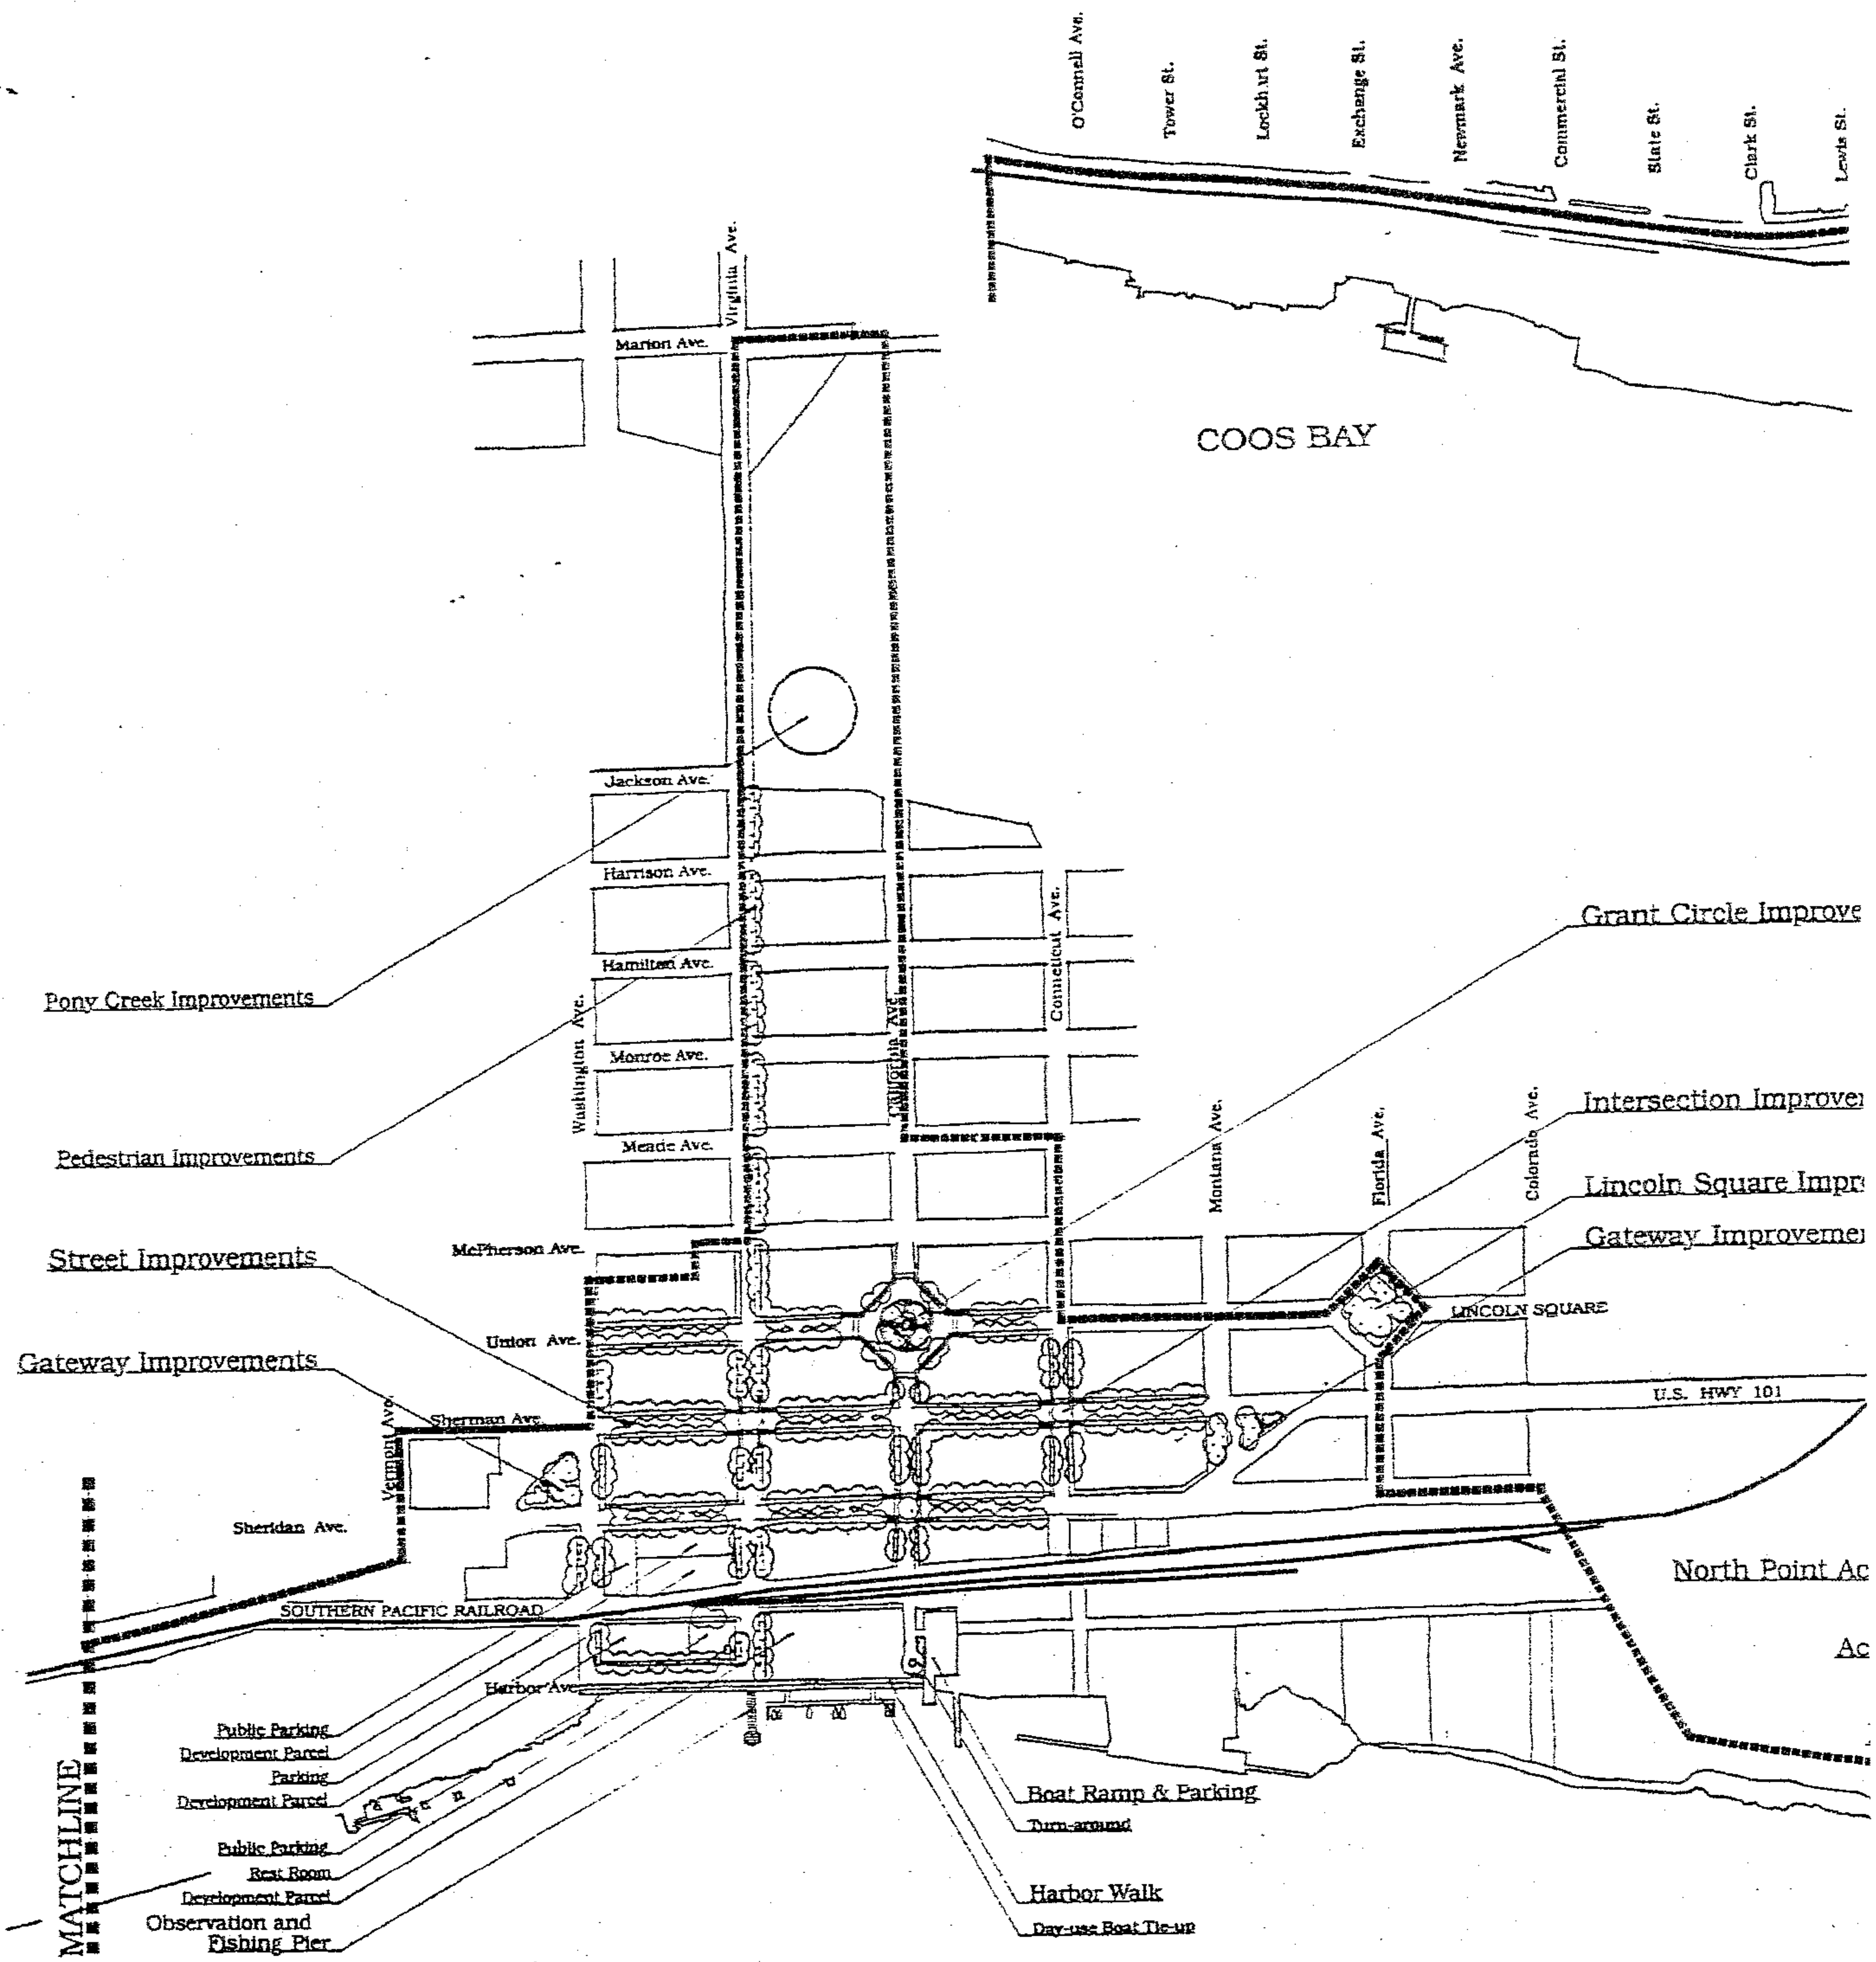 O'Connell Ave.
Tower St.
Lockhart St.
Exchange St.
Newmark Ave.
Commercial St.
State St.
Clark St.
Lewis St.
Virginia Ave.
Marion Ave.
COOS BAY
Jackson Ave.
Harrison Ave.
Connecticut Ave.
Grant Circle Improve
Hamilton Ave.
Pony Creek Improvements
Washington Ave.
California Ave.
Monroe Ave.
Montana Ave.
Florida Ave.
Colorado Ave.
Intersection Improve
Meade Ave.
Pedestrian Improvements
Lincoln Square Impr
Street Improvements
McPherson Ave.
Gateway Improveme
LINCOLN SQUARE
Union Ave.
Gateway Improvements
U.S. HWY 101
Vermont Ave.
Sherman Ave.
Sheridan Ave.
North Point Ac
SOUTHERN PACIFIC RAILROAD
Ac
Harbor Ave.
Public Parking
Development Parcel
Parking
Development Parcel
Public Parking
Rest Room
Development Parcel
Observation and
Fishing Pier
MATCHLINE
Boat Ramp & Parking
Turn-around
Harbor Walk
Day-use Boat Tie-up